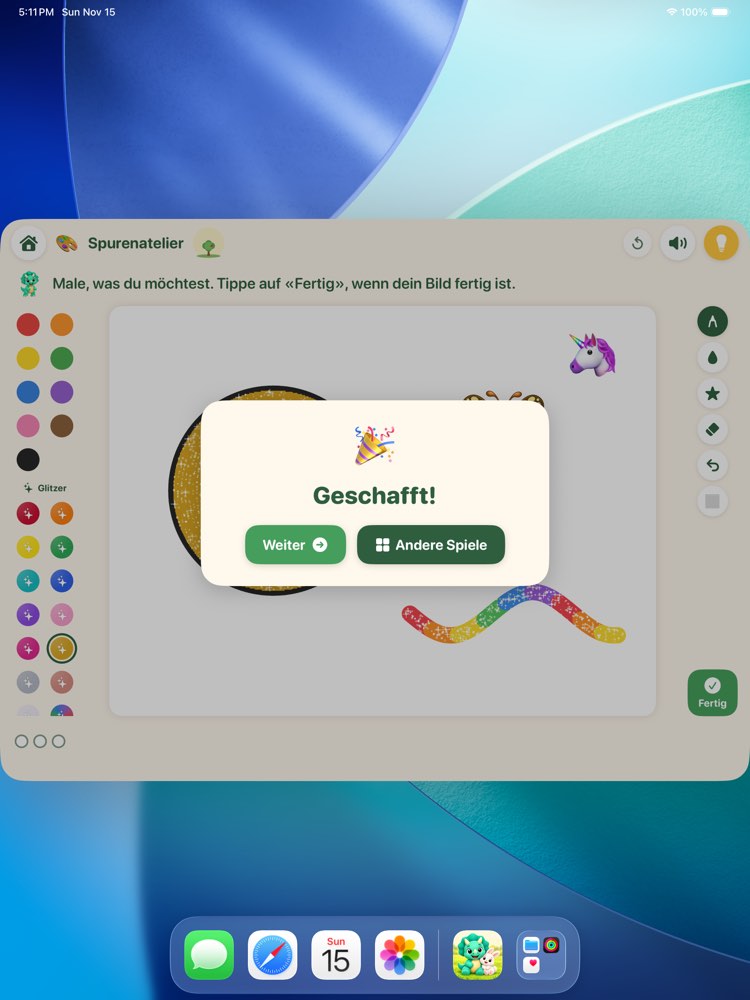 5:11 PM Sun Nov 15
100%
Spurenatelier
Male, was du möchtest. Tippe auf «Fertig», wenn dein Bild fertig ist.
Glitzer
Geschafft!
Weiter
Andere Spiele
Fertig
Sun
15